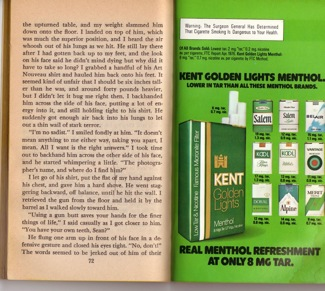 the upturned table, and my weight slammed him
down onto the floor. I landed on top of him, which
was much the superior position, and I heard the air
whoosh out of his lungs as we hit. He still lay there
after I had gotten back up to my feet, and the look
on his face said he didn't mind dying but why did it
have to take so long? I grabbed a handful of his Art
Nouveau shirt and hauled him back onto his feet. It
seemed kind of unfair that I should be six inches tall-
er than he was, and around forty pounds heavier,
but I didn't let it bug me right then. I backhanded
him across the side of his face, putting a lot of en-
ergy into it, and still holding right to his shirt. He
suddenly got enough air back into his lungs to let
out a thin wail of stark terror.
"I'm no sadist," I smiled fondly at him. "It doesn't
mean anything to me either way, taking you apart, I
mean. All I want is the right answers." I took time
out to backhand him across the other side of his face,
and he started whimpering a little. "The photogra-
pher's name, and where do I find him?"
I let go of his shirt, put the flat of my hand against
his chest, and gave him a hard shove. He went stag-
gering backward, off balance, until he hit the wall. I
retrieved the gun from the floor and held it by the
barrel as I walked slowly toward him.
"Using a gun butt saves your hands for the finer
things of life," I said casually as I got closer to him.
"You have your own teeth, Sean?"
He flung one arm up in front of his face in a de-
fensive gesture and closed his eyes tight. "No, don't!"
The words seemed to be jerked out of him of their
72
Warning: The Surgeon General Has Determined
That Cigarette Smoking Is Dangerous to Your Health.
KENT GOLDEN LIGHTS MENTHOL.
LOWER IN TAR THAN ALL THESE MENTHOL BRANDS.
KENT
Golden
Lights
Menthol
Salem
Salem
KOOL
KOOL
Alpine
REAL MENTHOL REFRESHMENT
AT ONLY 8 MG TAR.